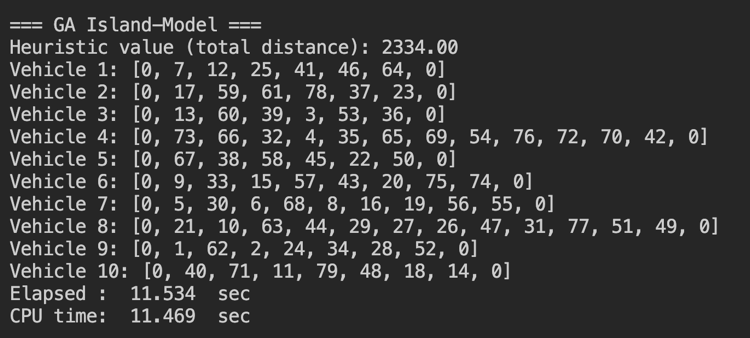 === GA Island-Model ===
Heuristic value (total distance): 2334.00
Vehicle 1: [0, 7, 12, 25, 41, 46, 64, 0]
Vehicle 2: [0, 17, 59, 61, 78, 37, 23, 0]
Vehicle 3: [0, 13, 60, 39, 3, 53, 36, 0]
Vehicle 4: [0, 73, 66, 32, 4, 35, 65, 69, 54, 76, 72, 70, 42, 0]
Vehicle 5: [0, 67, 38, 58, 45, 22, 50, 0]
Vehicle 6: [0, 9, 33, 15, 57, 43, 20, 75, 74, 0]
Vehicle 7: [0, 5, 30, 6, 68, 8, 16, 19, 56, 55, 0]
Vehicle 8: [0, 21, 10, 63, 44, 29, 27, 26, 47, 31, 77, 51, 49, 0]
Vehicle 9: [0, 1, 62, 2, 24, 34, 28, 52, 0]
Vehicle 10: [0, 40, 71, 11, 79, 48, 18, 14, 0]
Elapsed :  11.534  sec
CPU time:  11.469  sec